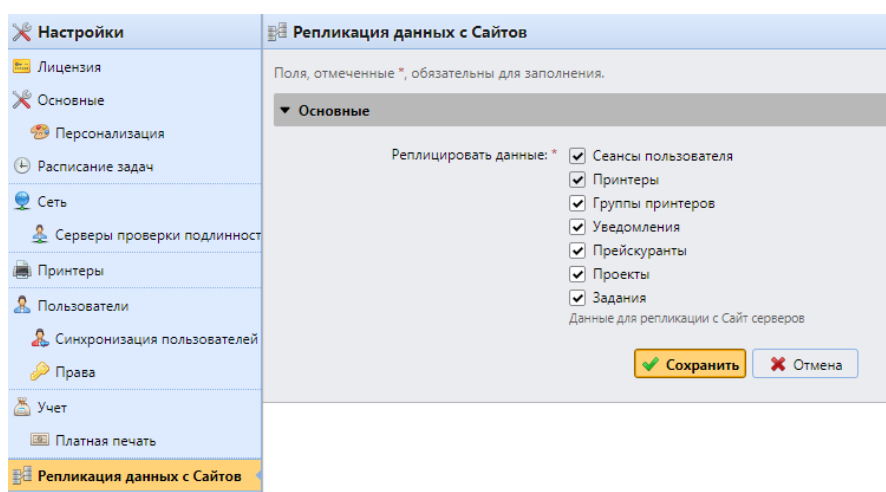 Настройки
Лицензия
Основные
Персонализация
Расписание задач
Сеть
Серверы проверки подлинност
Принтеры
Пользователи
Синхронизация пользователей
Права
Учет
Платная печать
Репликация данных с Сайтов
Репликация данных с Сайтов
Поля, отмеченные *, обязательны для заполнения.
Основные
Реплицировать данные: *
Сеансы пользователя
Принтеры
Группы принтеров
Уведомления
Прейскуранты
Проекты
Задания
Данные для репликации с Сайт серверов
Сохранить
Отмена